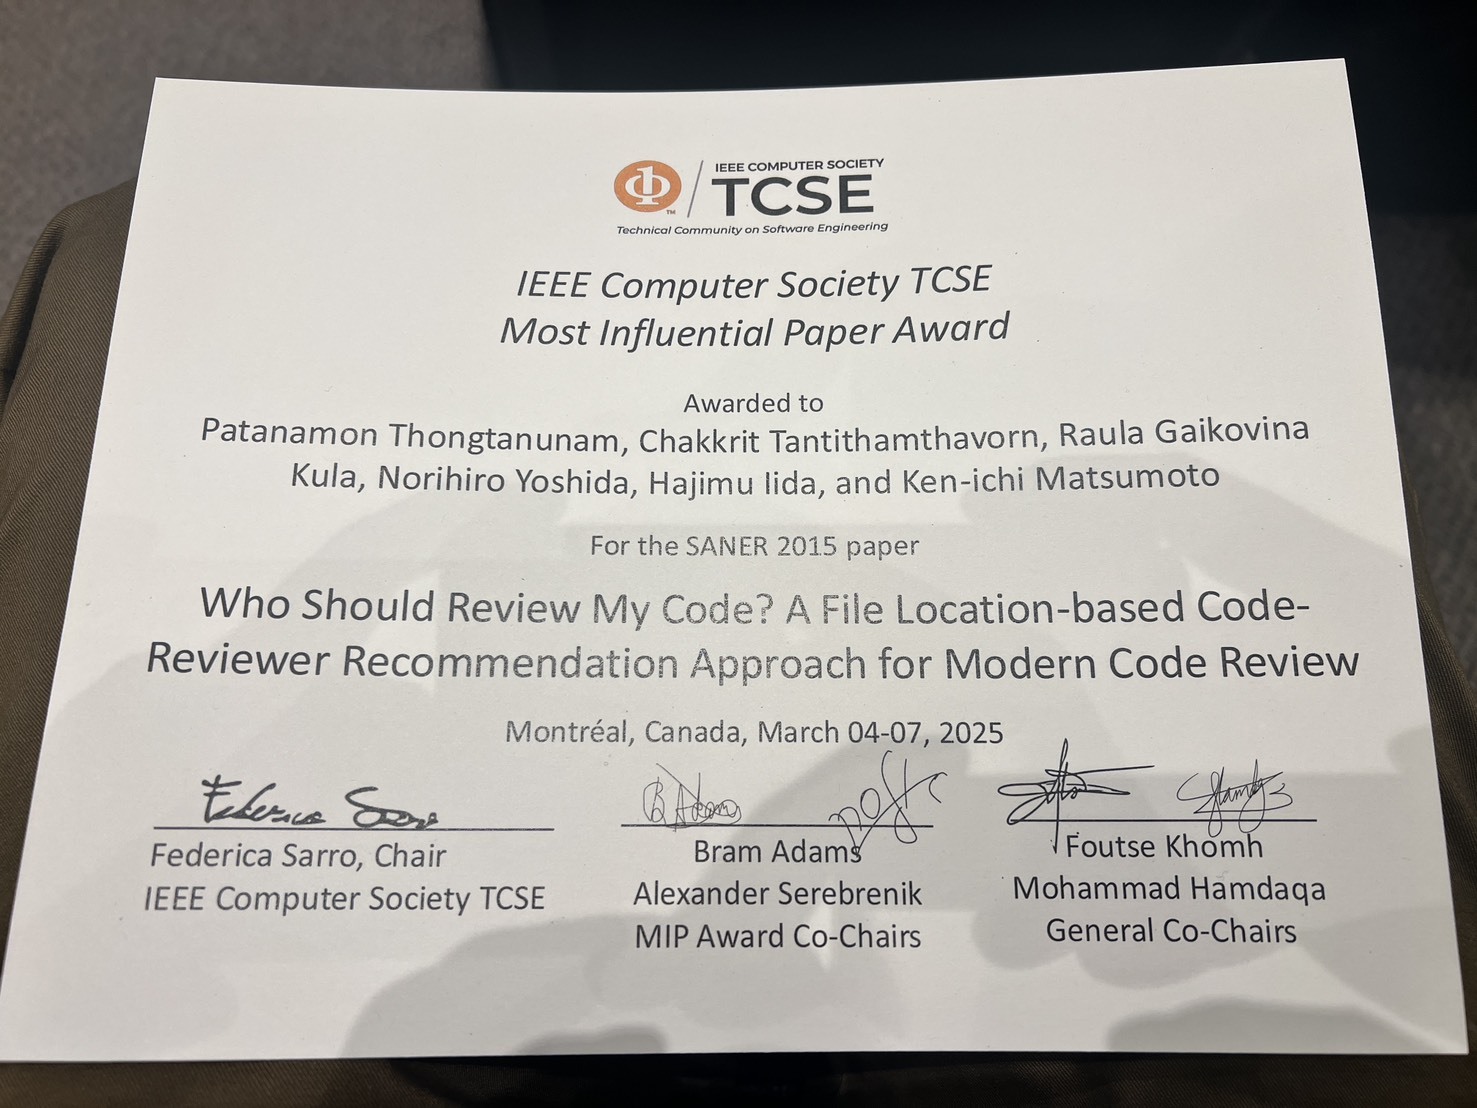 IEEE COMPUTER SOCIETY
TCSE
TM
Technical Community on Software Engineering
IEEE Computer Society TCSE
Most Influential Paper Award
Awarded to
Patanamon Thongtanunam, Chakkrit Tantithamthavorn, Raula Gaikovina
Kula, Norihiro Yoshida, Hajimu Iida, and Ken-ichi Matsumoto
For the SANER 2015 paper
Who Should Review My Code? A File Location-based Code-
Reviewer Recommendation Approach for Modern Code Review
Montréal, Canada, March 04-07, 2025
Federica Sarro
B Adams
Federica Sarro, Chair
IEEE Computer Society TCSE
Bram Adams
Alexander Serebrenik
MIP Award Co-Chairs
Foutse Khomh
Mohammad Hamdaqa
General Co-Chairs